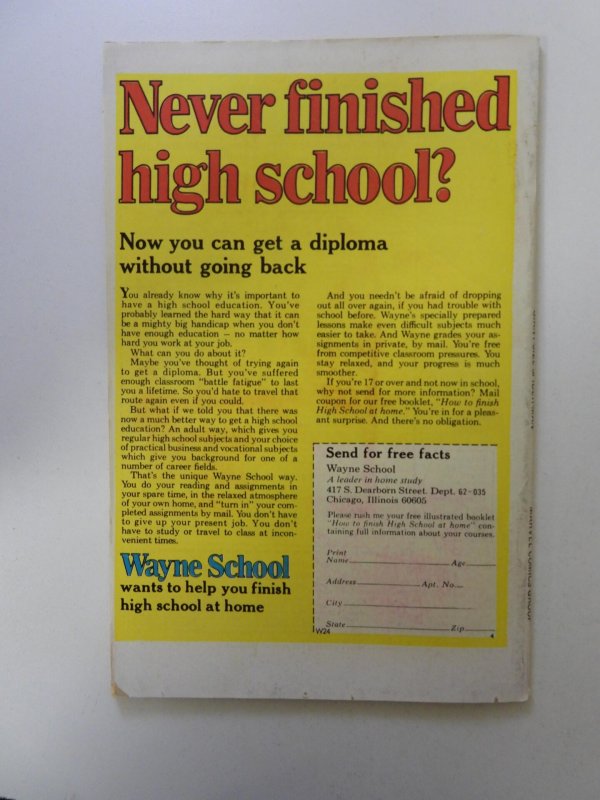 Never finished
high school?
Now you can get a diploma
without going back
You already know why it's important to
have a high school education. You've
probably learned the hard way that it can
be a mighty big handicap when you don't
have enough education — no matter how
hard you work at your job.
What can you do about it?
Maybe you've thought of trying again
to get a diploma. But you've suffered
enough classroom "battle fatigue" to last
you a lifetime. So you'd hate to travel that
route again even if you could.
But what if we told you that there was
now a much better way to get a high school
education? An adult way, which gives you
regular high school subjects and your choice
of practical business and vocational subjects
which give you background for one of a
number of career fields.
That's the unique Wayne School way.
You do your reading and assignments in
your spare time, in the relaxed atmosphere
of your own home, and "turn in" your com-
pleted assignments by mail. You don't have
to give up your present job. You don't
have to study or travel to class at incon-
venient times.
Wayne School
wants to help you finish
high school at home
And you needn't be afraid of dropping
out all over again, if you had trouble with
school before. Wayne's specially prepared
lessons make even difficult subjects much
easier to take. And Wayne grades your as-
signments in private, by mail. You're free
from competitive classroom pressures. You
stay relaxed, and your progress is much
smoother.
If you're 17 or over and not now in school,
why not send for more information? Mail
coupon for our free booklet, "How to finish
High School at home." You're in for a pleas-
ant surprise. And there's no obligation.
Send for free facts
Wayne School
A leader in home study
417 S. Dearborn Street. Dept. 62-035
Chicago, Illinois 60605
Please rush me your free illustrated booklet
"How to finish High School at home" con-
taining full information about your courses.
Print
Name Age
Address Apt. No.
City
State Zip
W24 4